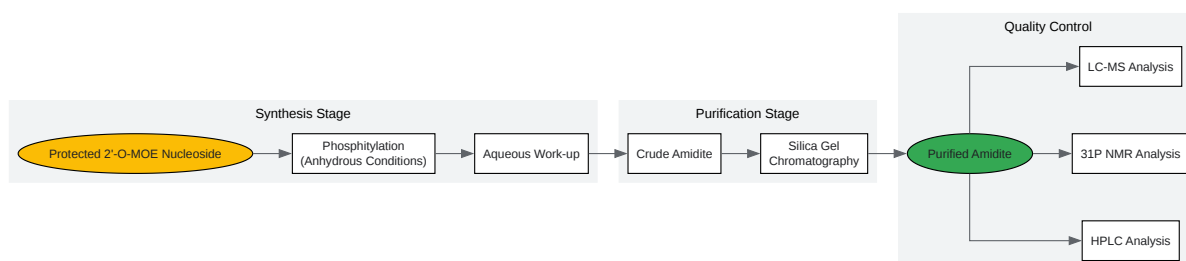 Quality Control
LC-MS Analysis
Synthesis Stage
Purification Stage
Protected 2'-O-MOE Nucleoside
Phosphitylation
(Anhydrous Conditions)
Aqueous Work-up
Crude Amidite
Silica Gel
Chromatography
Purified Amidite
31P NMR Analysis
HPLC Analysis